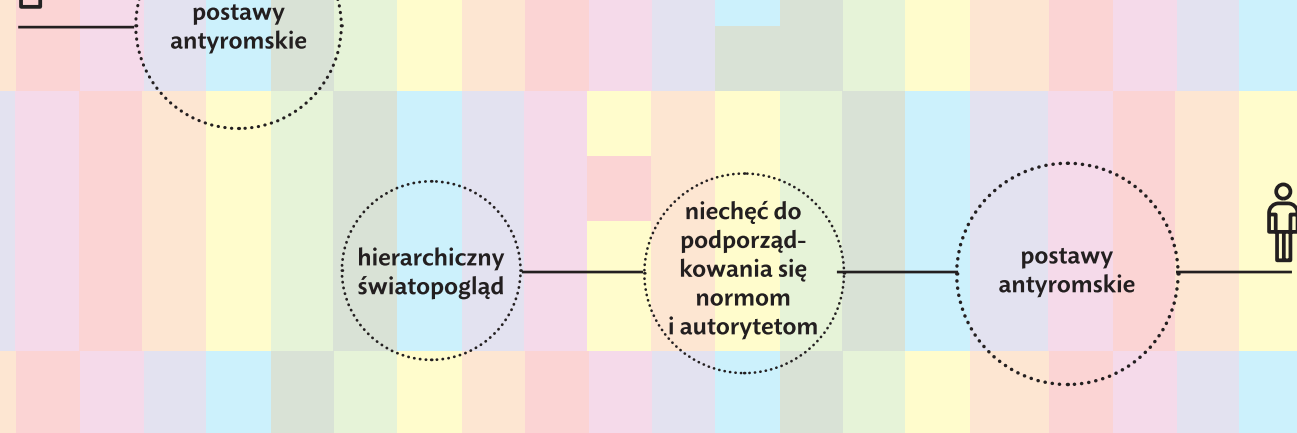 postawy
antyromskie
hierarchiczny
światopogląd
niechęć do
podporząd-
kowania się
normom
i autorytetom
postawy
antyromskie